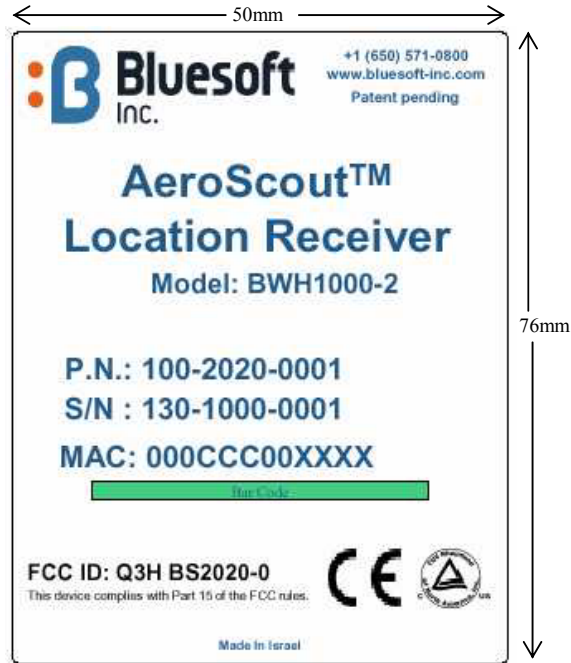 50mm
Bluesoft
Inc.
+1 (650) 571-0800
www.bluesoft-inc.com
Patent pending
AeroScout™
Location Receiver
Model: BWH1000-2
76mm
P.N.: 100-2020-0001
S/N : 130-1000-0001
MAC: 000CCC00XXXX
Bar Code
FCC ID: Q3H BS2020-0
This device complies with Part 15 of the FCC rules.
CE
C US
Made In Israel